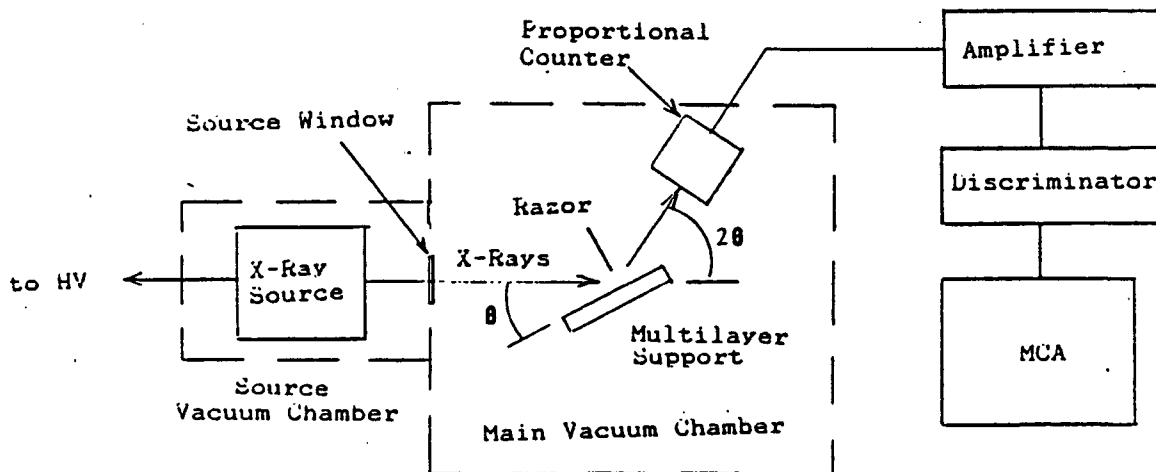 Proportional
Counter
Amplifier
Source Window
Discriminator
Razor
2θ
X-Rays
to HV
X-Ray
Source
θ
Multilayer
Support
MCA
Source
Vacuum Chamber
Main Vacuum Chamber